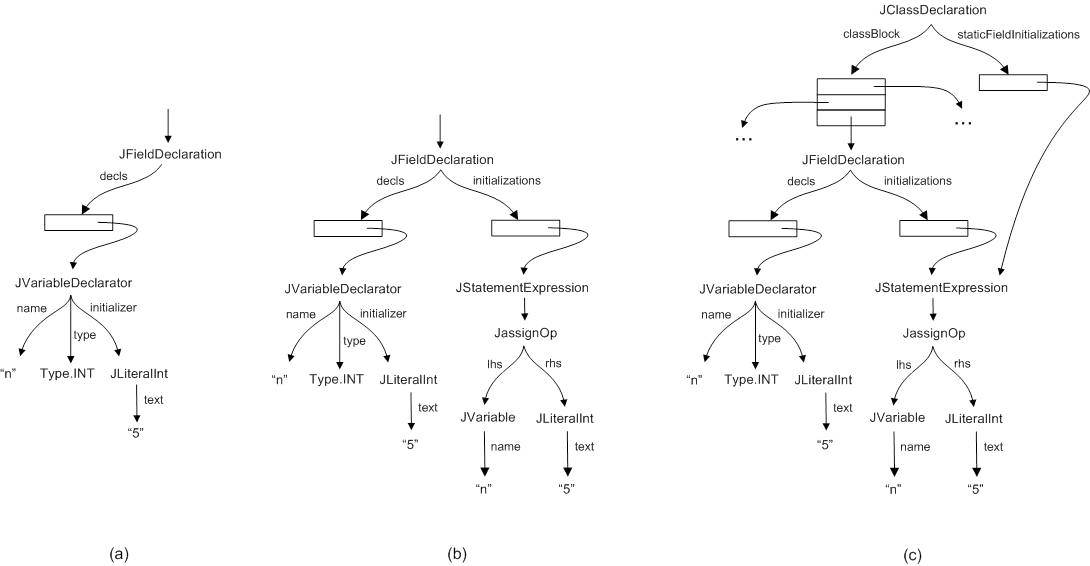 JFieldDeclaration
decls
JVariableDeclarator
name
initializer
type
"n"
Type.INT
JLiteralInt
text
"5"
(a)
JFieldDeclaration
decls
initializations
JVariableDeclarator
JStatementExpression
name
initializer
type
JassignOp
"n"
Type.INT
JLiteralInt
lhs
rhs
text
JVariable
JLiteralInt
"5"
name
text
"n"
"5"
(b)
JClassDeclaration
classBlock
staticFieldInitializations
...
...
JFieldDeclaration
decls
initializations
JVariableDeclarator
JStatementExpression
name
initializer
type
JassignOp
"n"
Type.INT
JLiteralInt
lhs
rhs
text
JVariable
JLiteralInt
"5"
name
text
"n"
"5"
(c)